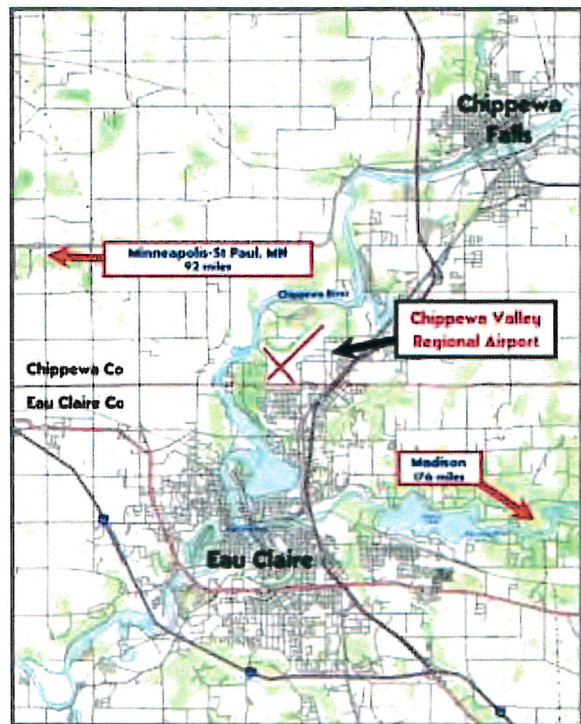 Chippewa
Falls
Minneapolis-St Paul, MN
92 miles
Chippewa River
Chippewa Valley
Regional Airport
Chippewa Co
Eau Claire Co
Madison
176 miles
Eau Claire